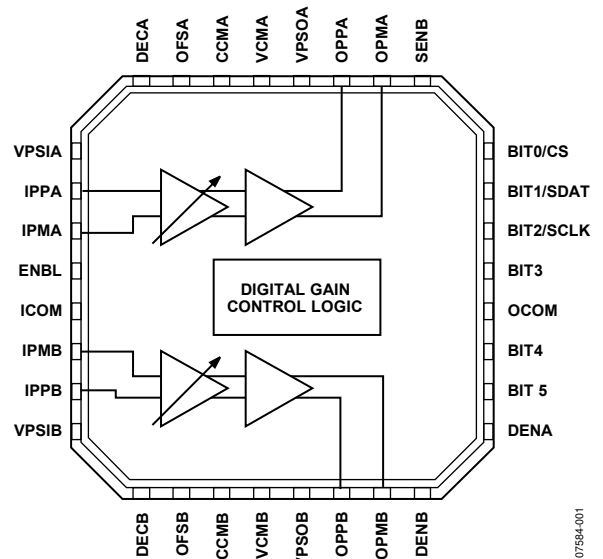 DECA
OFSA
CCMA
VCMA
VPSOA
OPPA
OPMA
SENB
VPSIA
IPPA
IPMA
ENBL
ICOM
IPMB
IPPB
VPSIB
BIT0/CS
BIT1/SDAT
BIT2/SCLK
BIT3
OCOM
BIT4
BIT 5
DENA
DIGITAL GAIN
CONTROL LOGIC
DECB
OFSB
CCMB
VCMB
VPSOB
OPPB
OPMB
DENB
07584-001